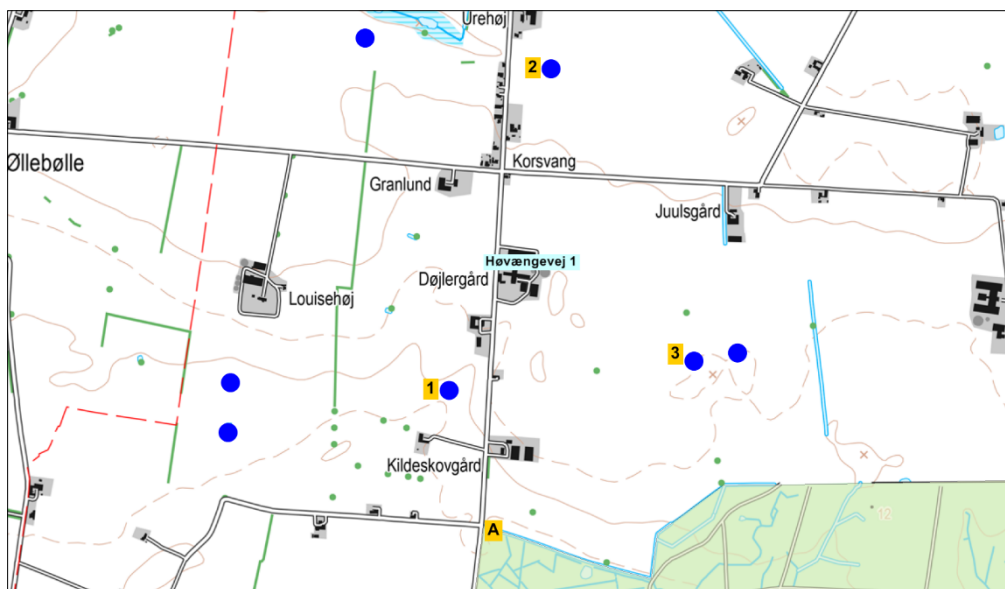 Urehøj
2
Korsvang
Øllebølle
Granlund
Juulsgård
Høvængevej 1
Døjlergård
Louisehøj
3
1
Kildeskovgård
A
12